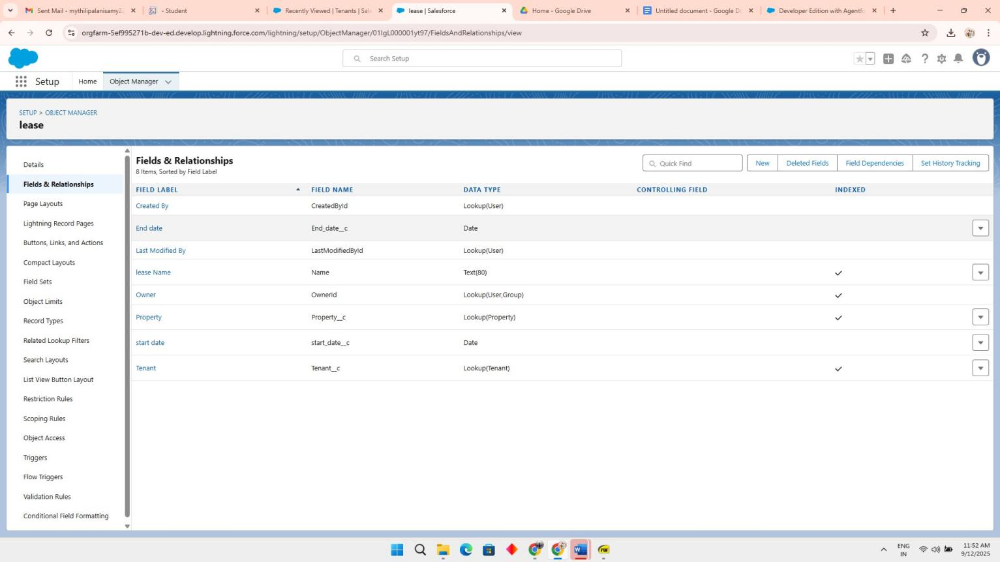 Sent Mail - mythilipalanisamy22
- Student
Recently Viewed | Tenants | Sale
lease | Salesforce
Home - Google Drive
Untitled document - Google Do
Developer Edition with Agentfo
orgfarm-5ef995271b-dev-ed.develop.lightning.force.com/lightning/setup/ObjectManager/01IgL000001yt97/FieldsAndRelationships/view
Search Setup
Setup
Home
Object Manager
SETUP > OBJECT MANAGER
lease
Details
Fields & Relationships
Page Layouts
Lightning Record Pages
Buttons, Links, and Actions
Compact Layouts
Field Sets
Object Limits
Record Types
Related Lookup Filters
Search Layouts
List View Button Layout
Restriction Rules
Scoping Rules
Object Access
Triggers
Flow Triggers
Validation Rules
Conditional Field Formatting
Fields & Relationships
8 Items, Sorted by Field Label
Quick Find
New
Deleted Fields
Field Dependencies
Set History Tracking
FIELD LABEL FIELD NAME DATA TYPE CONTROLLING FIELD INDEXED
Created By CreatedById Lookup(User)
End date End_date__c Date
Last Modified By LastModifiedById Lookup(User)
lease Name Name Text(80)
Owner OwnerId Lookup(User,Group)
Property Property__c Lookup(Property)
start date start_date__c Date
Tenant Tenant__c Lookup(Tenant)
ENG
IN
11:52 AM
9/12/2025